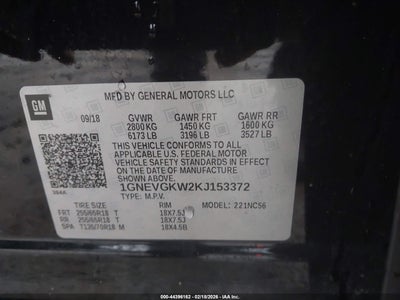 GM
MFD BY GENERAL MOTORS LLC
09/18 GVWR GAWR FRT GAWR RR
2800 KG 1450 KG 1600 KG
6173 LB 3196 LB 3527 LB
THIS VEHICLE CONFORMS TO ALL
APPLICABLE U.S. FEDERAL MOTOR
VEHICLE SAFETY STANDARDS IN
EFFECT ON THE DATE OF MANUFACTURE
SHOWN ABOVE.
1GNEVGKW2KJ153372
TYPE: M.P.V.
TIRE SIZE RIM MODEL: 221NC56
FRT 255/65R18 T 18X7.5J
RR 255/65R18 T 18X7.5J
SPA T135/70R18 M 18X4.5B
000 - 44396162 - 02/18/2026 -